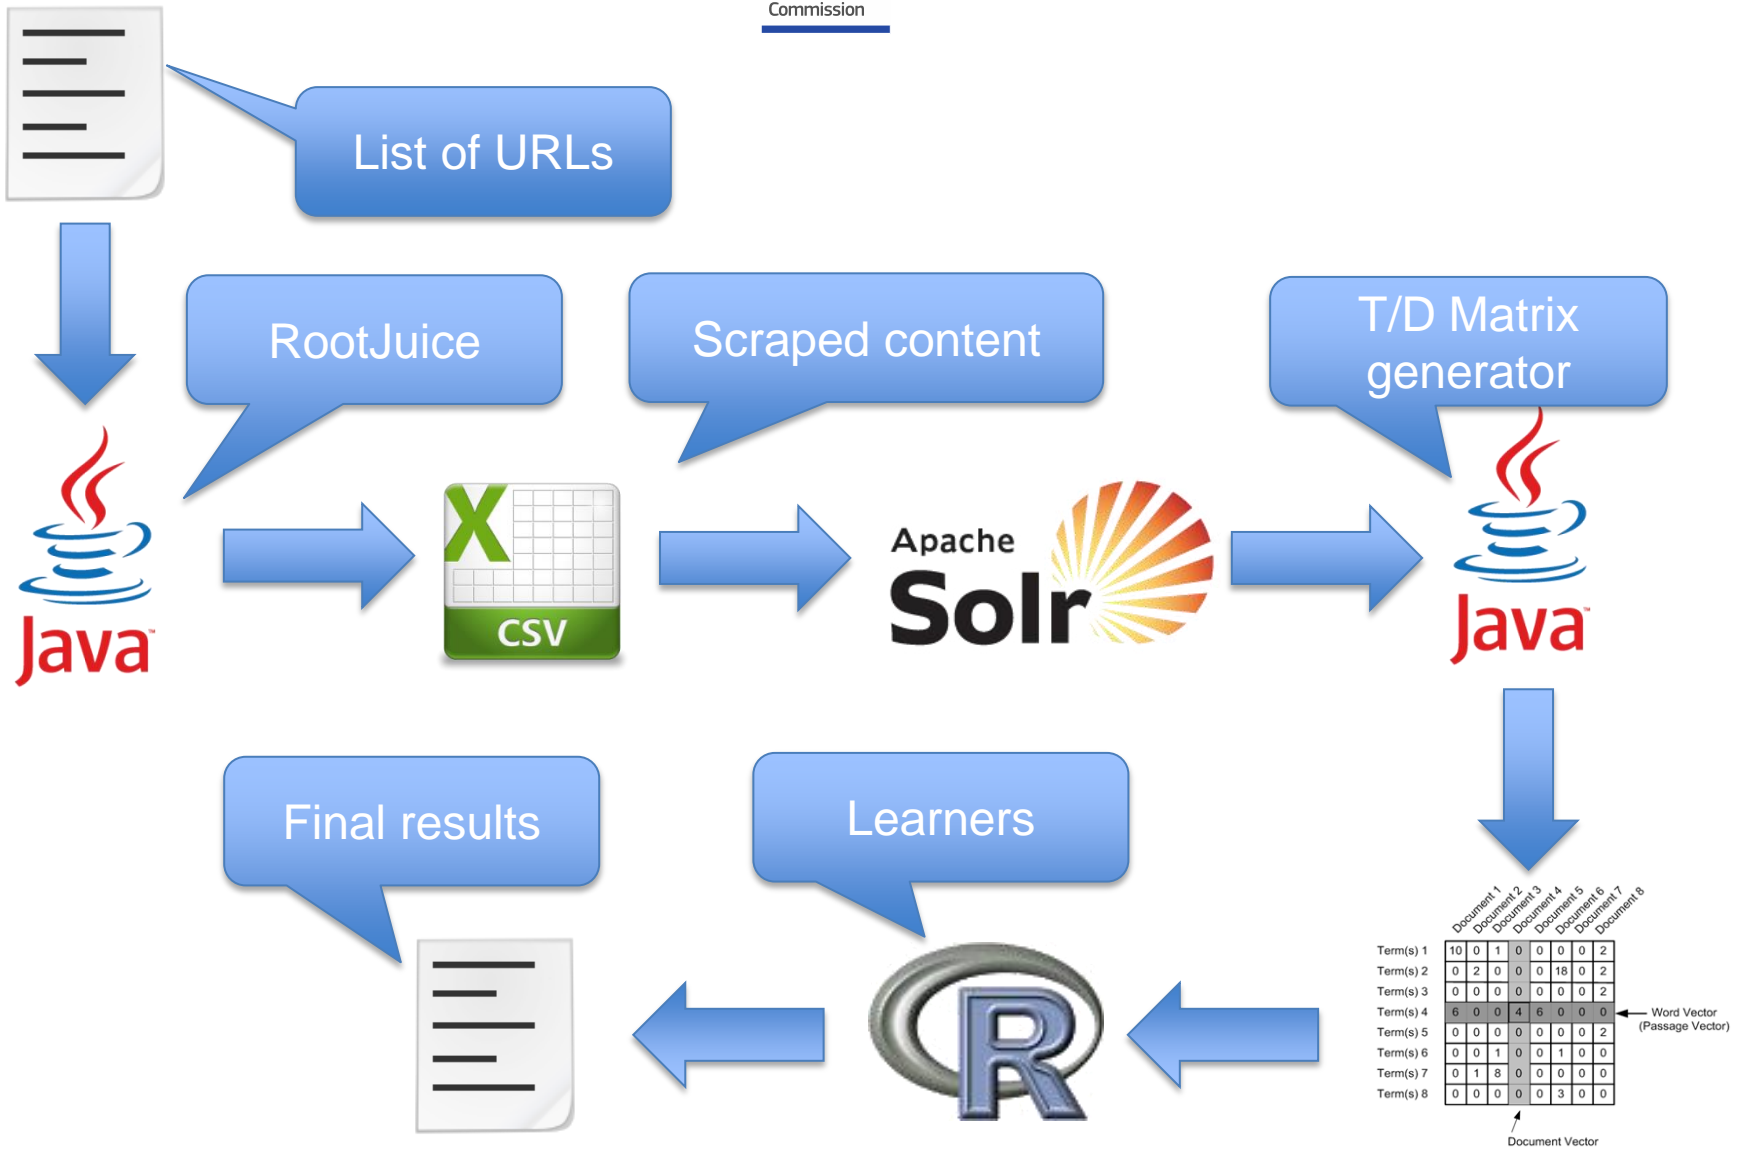 Commission
List of URLs
RootJuice
Scraped content
T/D Matrix
generator
Java™
X
CSV
Apache
Solr
Java™
Final results
Learners
R
Document 1
Document 2
Document 3
Document 4
Document 5
Document 6
Document 7
Document 8
Term(s) 1 10 0 1 0 0 0 0 2
Term(s) 2 0 2 0 0 0 18 0 2
Term(s) 3 0 0 0 0 0 0 0 2
Term(s) 4 6 0 0 4 6 0 0 0
Word Vector
(Passage Vector)
Term(s) 5 0 0 0 0 0 0 0 2
Term(s) 6 0 0 1 0 0 1 0 0
Term(s) 7 0 1 8 0 0 0 0 0
Term(s) 8 0 0 0 0 0 3 0 0
Document Vector